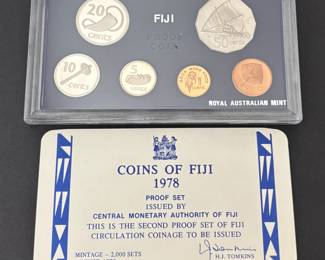 20
cents
FIJI
PROOF
COIN
50
cents
10
cents
5
cents
ROYAL AUSTRALIAN MINT
COINS OF FIJI
1978
PROOF SET
ISSUED BY
CENTRAL MONETARY AUTHORITY OF FIJI
THIS IS THE SECOND PROOF SET OF FIJI
CIRCULATION COINAGE TO BE ISSUED
MINTAGE – 2,000 SETS
H.J. TOMKINS